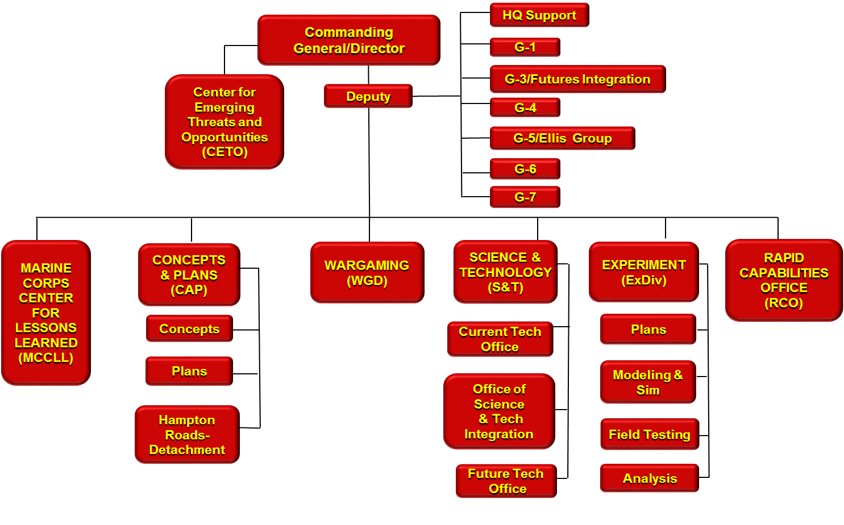 Commanding
General/Director
Center for
Emerging
Threats and
Opportunities
(CETO)
Deputy
HQ Support
G-1
G-3/Futures Integration
G-4
G-5/Ellis Group
G-6
G-7
MARINE
CORPS
CENTER
FOR
LESSONS
LEARNED
(MCCLL)
CONCEPTS
& PLANS
(CAP)
Concepts
Plans
Hampton
Roads-
Detachment
WARGAMING
(WGD)
SCIENCE &
TECHNOLOGY
(S&T)
Current Tech
Office
Office of
Science
& Tech
Integration
Future Tech
Office
EXPERIMENT
(ExDiv)
Plans
Modeling &
Sim
Field Testing
Analysis
RAPID
CAPABILITIES
OFFICE
(RCO)